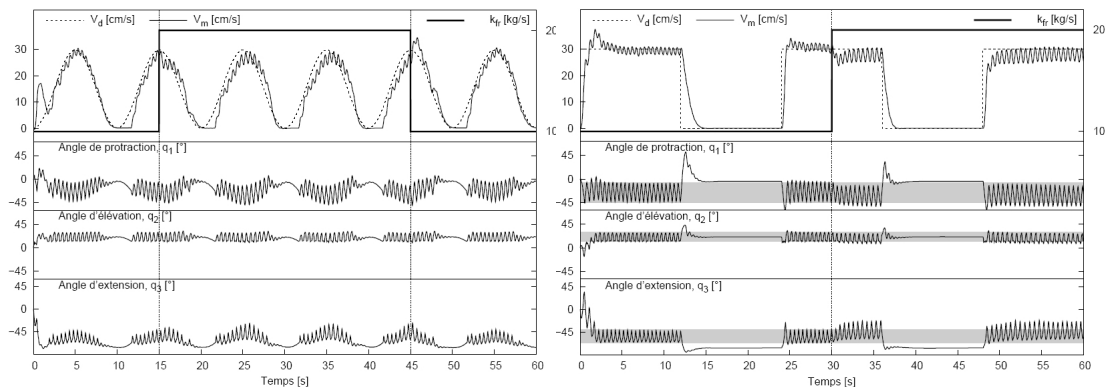 V_d [cm/s] V_m [cm/s] k_fr [kg/s]
30
20
10
0
20
10
Angle de protraction, q_1 [°]
45
0
−45
Angle d'élévation, q_2 [°]
45
0
−45
Angle d'extension, q_3 [°]
45
0
−45
0 5 10 15 20 25 30 35 40 45 50 55 60
Temps [s]
V_d [cm/s] V_m [cm/s] k_fr [kg/s]
30
20
10
0
20
10
Angle de protraction, q_1 [°]
45
0
−45
Angle d'élévation, q_2 [°]
45
0
−45
Angle d'extension, q_3 [°]
45
0
−45
0 5 10 15 20 25 30 35 40 45 50 55 60
Temps [s]